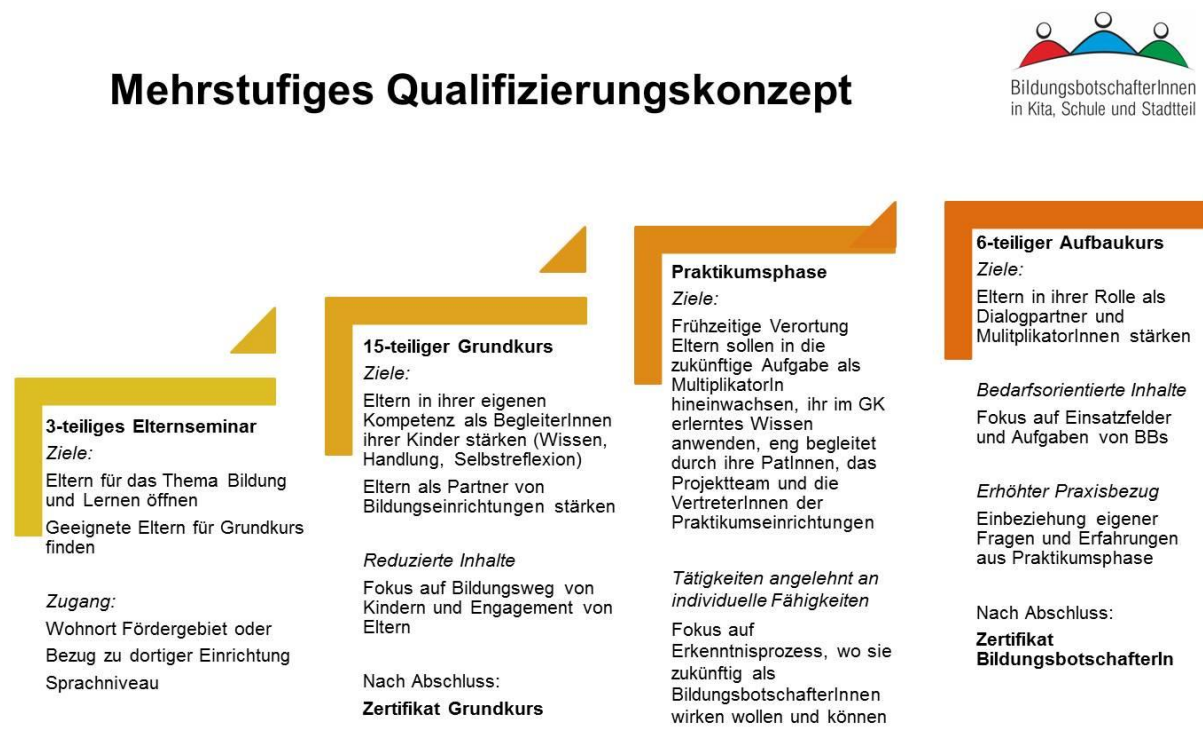 Mehrstufiges Qualifizierungskonzept
BildungsbotschafterInnen
in Kita, Schule und Stadtteil
3-teiliges Elternseminar
Ziele:
Eltern für das Thema Bildung
und Lernen öffnen
Geeignete Eltern für Grundkurs
finden
Zugang:
Wohnort Fördergebiet oder
Bezug zu dortiger Einrichtung
Sprachniveau
15-teiliger Grundkurs
Ziele:
Eltern in ihrer eigenen
Kompetenz als BegleiterInnen
ihrer Kinder stärken (Wissen,
Handlung, Selbstreflexion)
Eltern als Partner von
Bildungseinrichtungen stärken
Reduzierte Inhalte
Fokus auf Bildungsweg von
Kindern und Engagement von
Eltern
Nach Abschluss:
Zertifikat Grundkurs
Praktikumsphase
Ziele:
Frühzeitige Verortung
Eltern sollen in die
zukünftige Aufgabe als
MultiplikatorIn
hineinwachsen, ihr im GK
erlerntes Wissen
anwenden, eng begleitet
durch ihre PatInnen, das
Projektteam und die
VertreterInnen der
Praktikumseinrichtungen
Tätigkeiten angelehnt an
individuelle Fähigkeiten
Fokus auf
Erkenntnisprozess, wo sie
zukünftig als
BildungsbotschafterInnen
wirken wollen und können
6-teiliger Aufbaukurs
Ziele:
Eltern in ihrer Rolle als
Dialogpartner und
MulitplikatorInnen stärken
Bedarfsorientierte Inhalte
Fokus auf Einsatzfelder
und Aufgaben von BBs
Erhöhter Praxisbezug
Einbeziehung eigener
Fragen und Erfahrungen
aus Praktikumsphase
Nach Abschluss:
Zertifikat
BildungsbotschafterIn